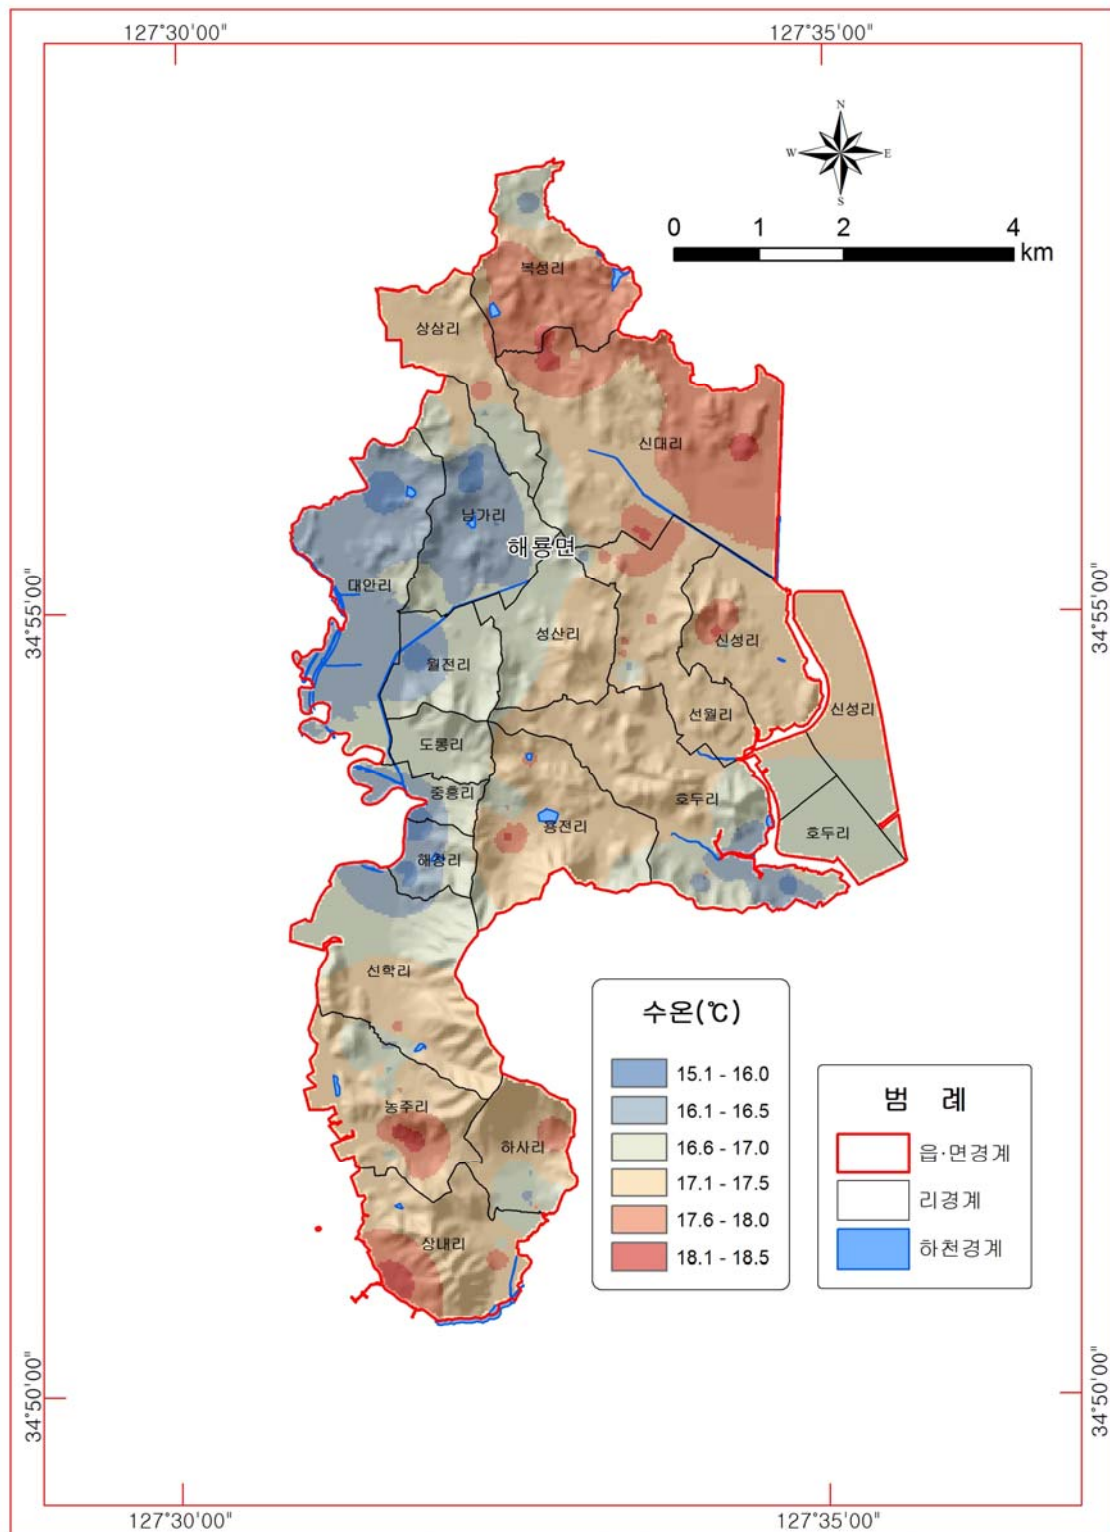 127°30'00"
127°35'00"
N
W
E
S
0 1 2 4
km
복성리
상삼리
신대리
남가리
해룡면
대안리
34°55'00"
34°55'00"
성산리
신성리
월전리
선월리
신성리
도롱리
중흥리
호두리
용전리
호두리
해창리
선학리
농주리
하사리
상내리
수온(℃)
15.1 - 16.0
16.1 - 16.5
16.6 - 17.0
17.1 - 17.5
17.6 - 18.0
18.1 - 18.5
범 례
읍·면경계
리경계
하천경계
34°50'00"
34°50'00"
127°30'00"
127°35'00"